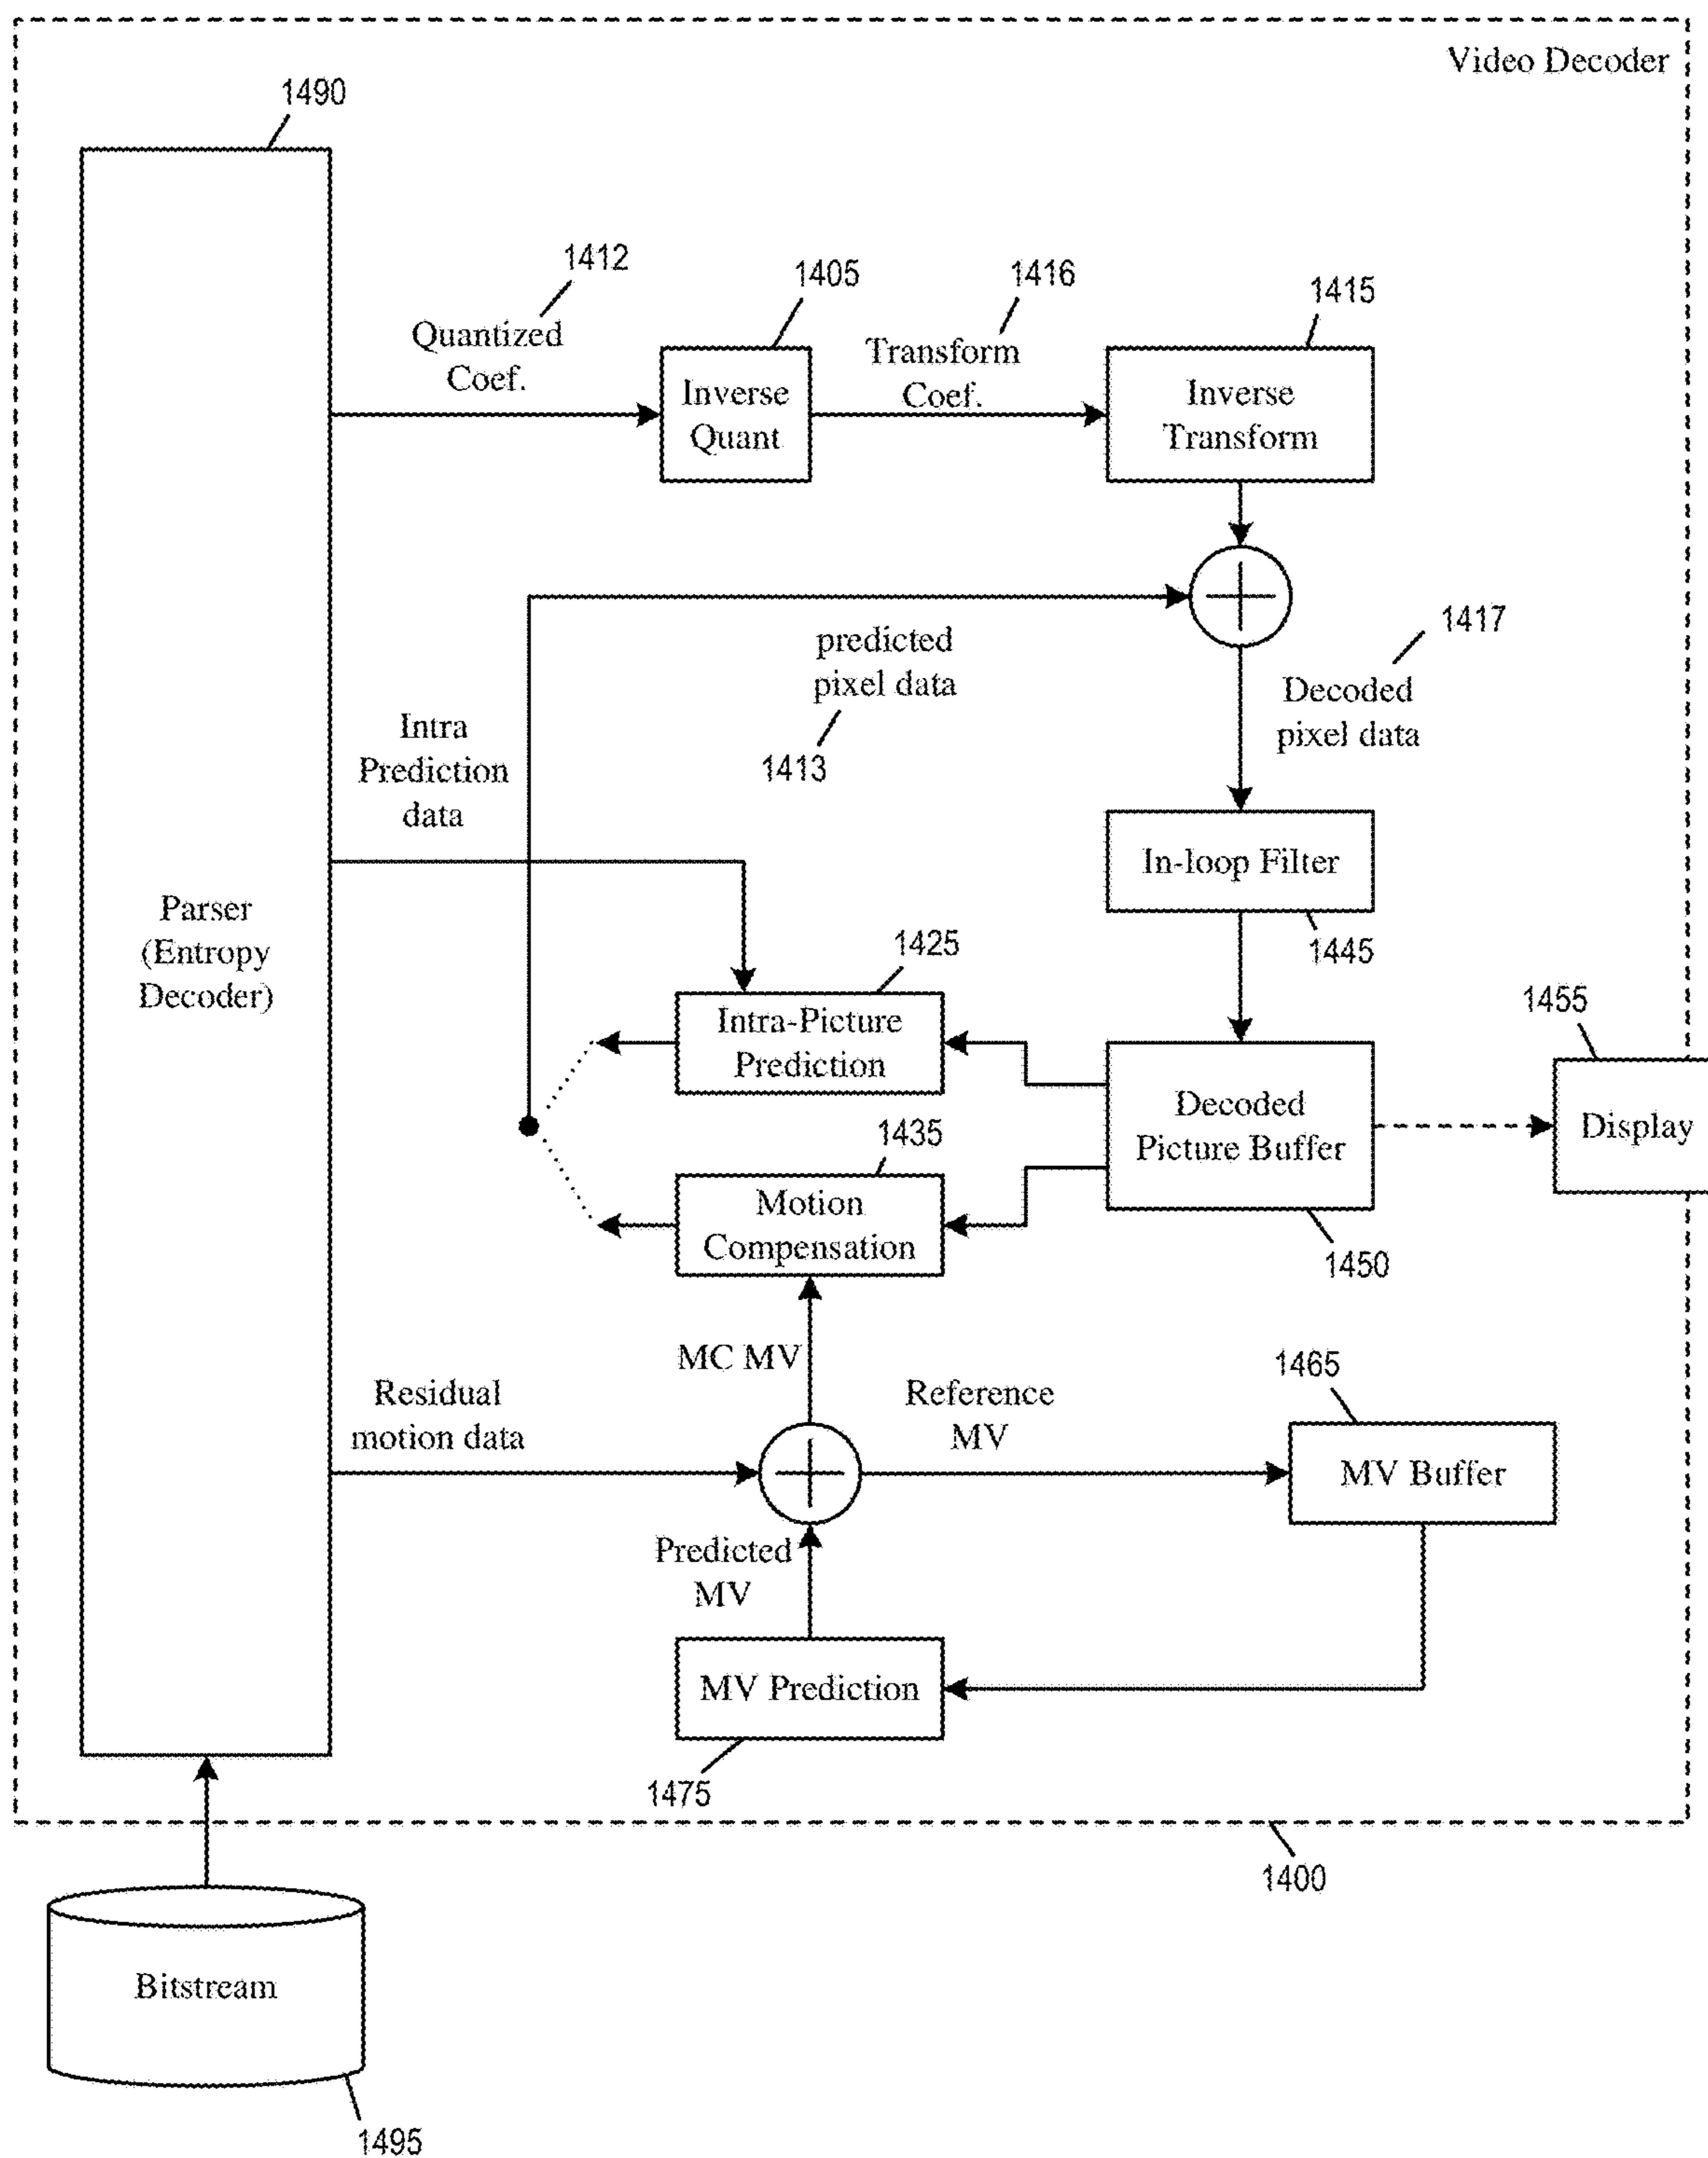 Video Decoder
1490
1412
1405
1416
1415
Quantized
Coef.
Inverse
Quant
Transform
Coef.
Inverse
Transform
predicted
pixel data
1413
1417
Decoded
pixel data
Intra
Prediction
data
In-loop Filter
1445
Parser
(Entropy
Decoder)
1425
Intra-Picture
Prediction
1455
Decoded
Picture Buffer
Display
1435
Motion
Compensation
1450
MC MV
1465
Residual
motion data
Reference
MV
MV Buffer
Predicted
MV
MV Prediction
1475
1400
Bitstream
1495